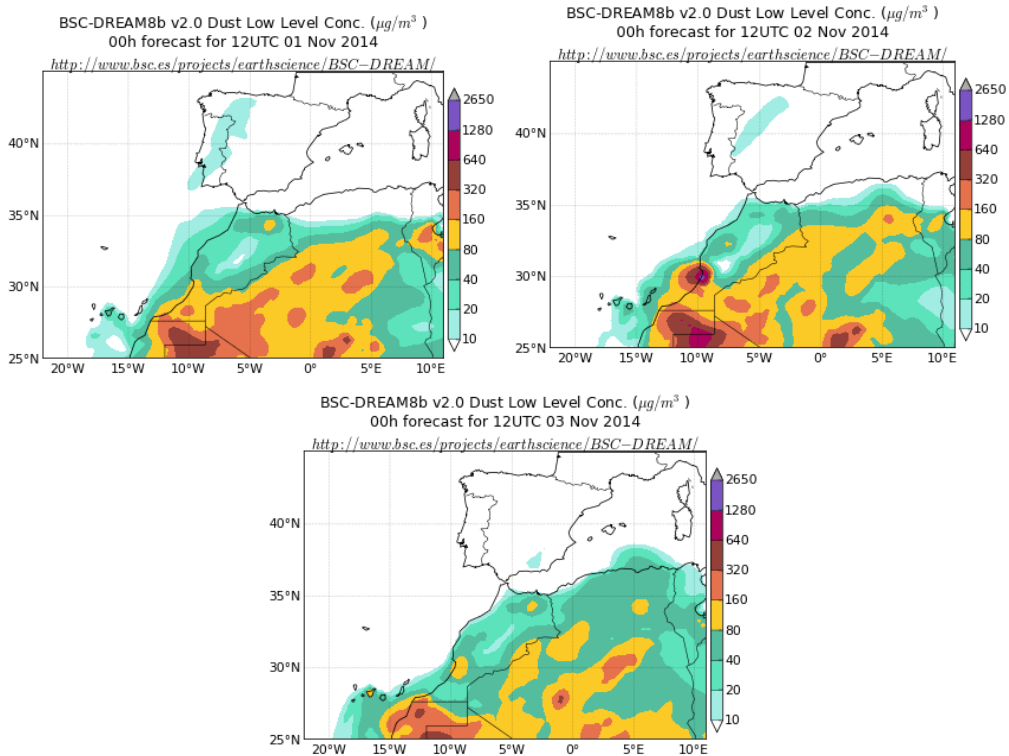 BSC-DREAM8b v2.0 Dust Low Level Conc. (μg/m³ )
00h forecast for 12UTC 01 Nov 2014
http://www.bsc.es/projects/earthscience/BSC−DREAM/
2650
1280
640
320
160
80
40
20
10
40°N
35°N
30°N
25°N
20°W 15°W 10°W 5°W 0°E 5°E 10°E
BSC-DREAM8b v2.0 Dust Low Level Conc. (μg/m³ )
00h forecast for 12UTC 02 Nov 2014
http://www.bsc.es/projects/earthscience/BSC−DREAM/
2650
1280
640
320
160
80
40
20
10
40°N
35°N
30°N
25°N
20°W 15°W 10°W 5°W 0°E 5°E 10°E
BSC-DREAM8b v2.0 Dust Low Level Conc. (μg/m³ )
00h forecast for 12UTC 03 Nov 2014
http://www.bsc.es/projects/earthscience/BSC−DREAM/
2650
1280
640
320
160
80
40
20
10
40°N
35°N
30°N
25°N
20°W 15°W 10°W 5°W 0°E 5°E 10°E